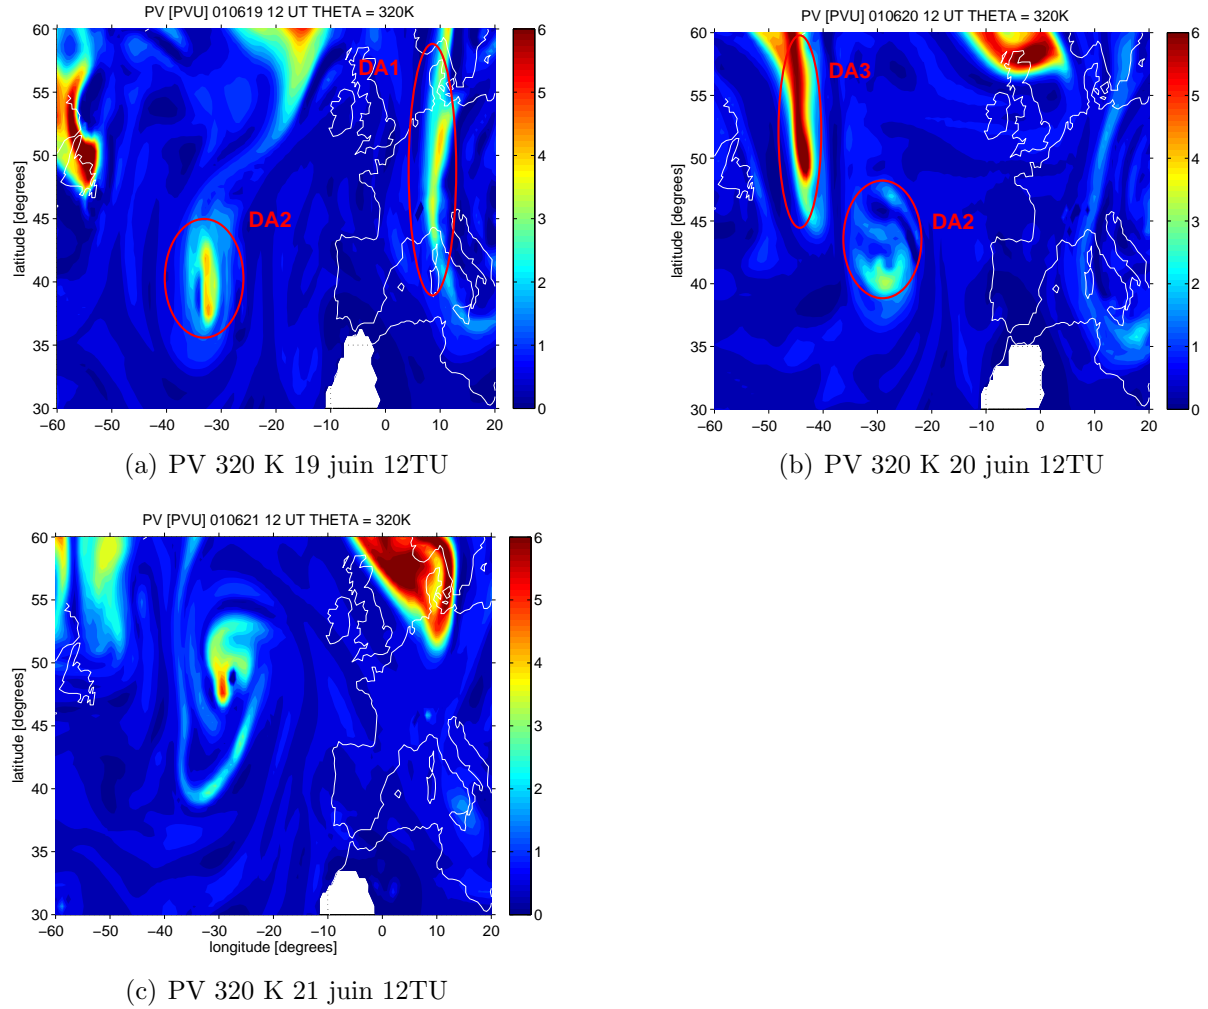 PV [PVU] 010619 12 UT THETA = 320K
60
55
50
45
40
35
30
latitude [degrees]
−60 −50 −40 −30 −20 −10 0 10 20
6
5
4
3
2
1
0
DA1
DA2
(a) PV 320 K 19 juin 12TU
PV [PVU] 010620 12 UT THETA = 320K
60
55
50
45
40
35
30
latitude [degrees]
−60 −50 −40 −30 −20 −10 0 10 20
6
5
4
3
2
1
0
DA3
DA2
(b) PV 320 K 20 juin 12TU
PV [PVU] 010621 12 UT THETA = 320K
60
55
50
45
40
35
30
latitude [degrees]
−60 −50 −40 −30 −20 −10 0 10 20
longitude [degrees]
6
5
4
3
2
1
0
(c) PV 320 K 21 juin 12TU